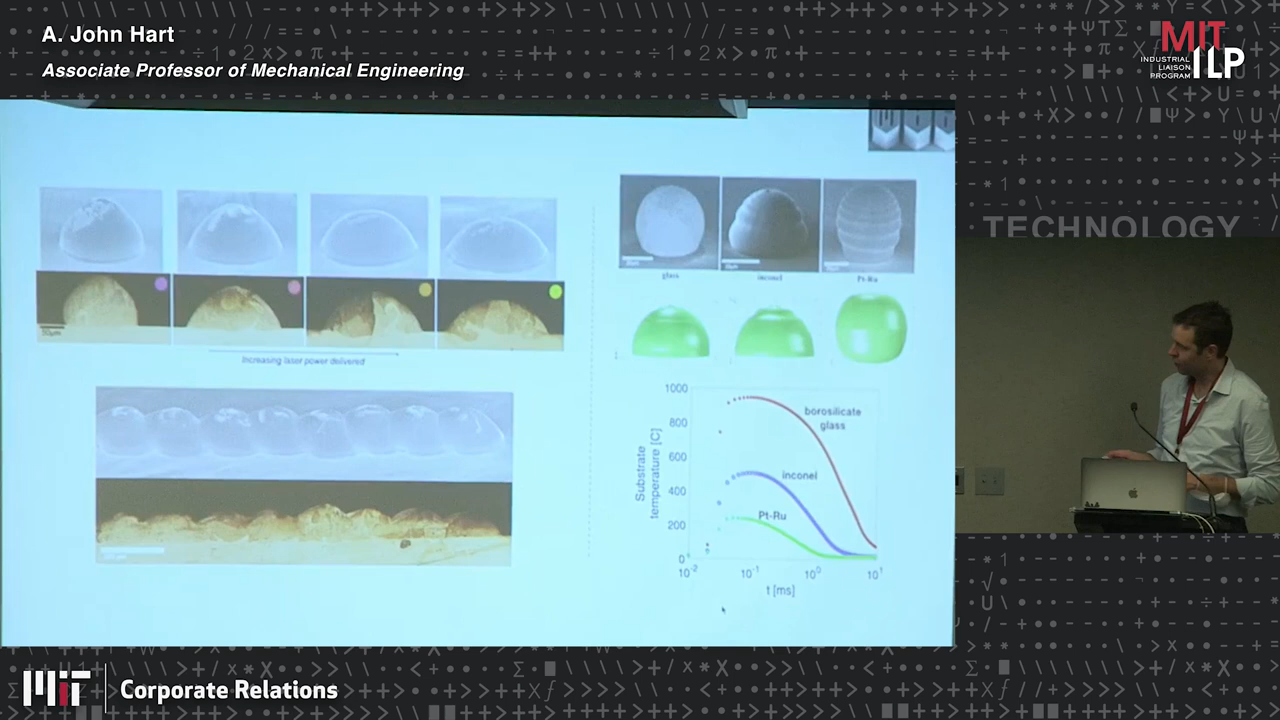 A. John Hart
Associate Professor of Mechanical Engineering
MIT
INDUSTRIAL
LIAISON
PROGRAM
ILP
TECHNOLOGY
glass
inconel
Pt-Ru
50µm
Increasing laser power delivered
1000
800
600
400
200
0
Substrate
temperature [C]
borosilicate
glass
inconel
Pt-Ru
10-2
10-1
100
101
t [ms]
MIT
Corporate Relations